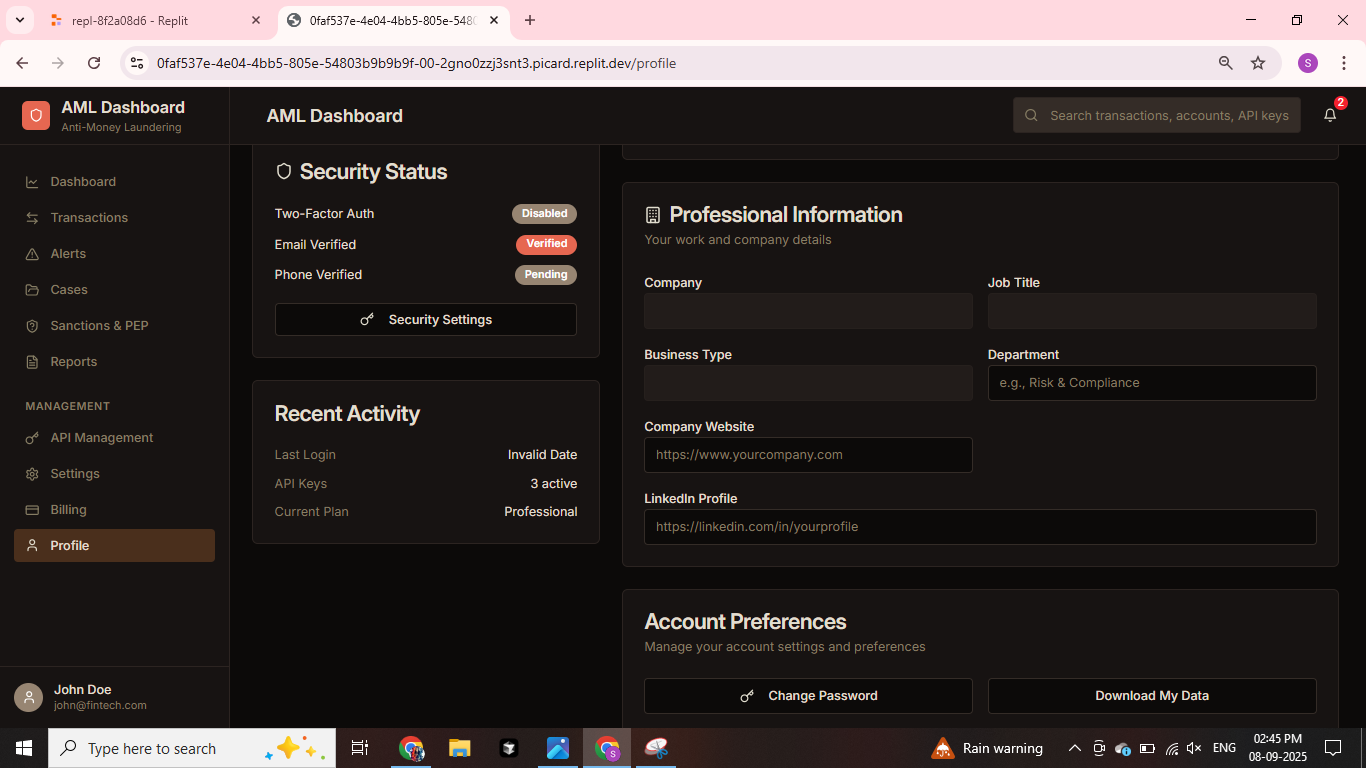 repl-8f2a08d6 - Replit
0faf537e-4e04-4bb5-805e-5480
0faf537e-4e04-4bb5-805e-54803b9b9b9f-00-2gno0zzj3snt3.picard.replit.dev/profile
S
AML Dashboard
Anti-Money Laundering
AML Dashboard
Search transactions, accounts, API keys
2
Dashboard
Transactions
Alerts
Cases
Sanctions & PEP
Reports
MANAGEMENT
API Management
Settings
Billing
Profile
John Doe
john@fintech.com
Security Status
Two-Factor Auth Disabled
Email Verified Verified
Phone Verified Pending
Security Settings
Recent Activity
Last Login Invalid Date
API Keys 3 active
Current Plan Professional
Professional Information
Your work and company details
Company Job Title
Business Type Department
e.g., Risk & Compliance
Company Website
https://www.yourcompany.com
LinkedIn Profile
https://linkedin.com/in/yourprofile
Account Preferences
Manage your account settings and preferences
Change Password Download My Data
Type here to search
S
Rain warning
ENG
02:45 PM
08-09-2025